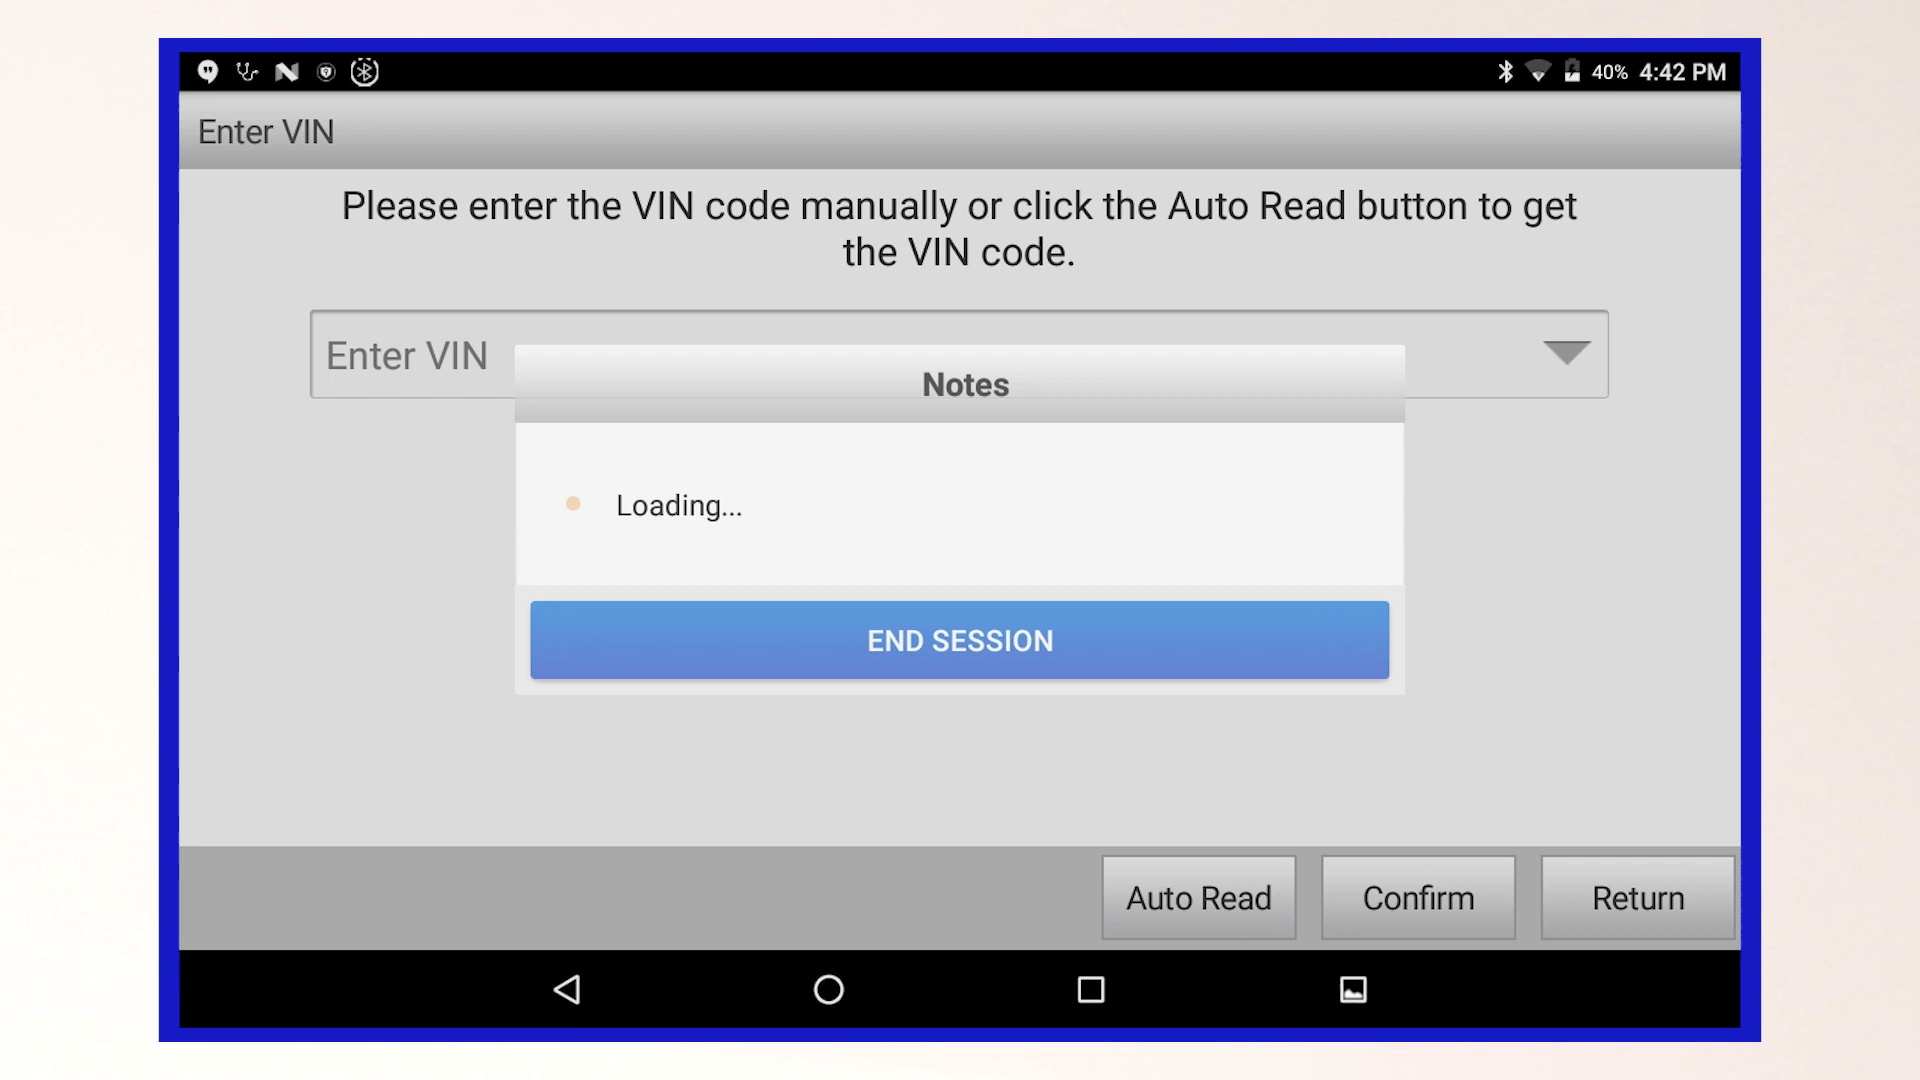 40% 4:42 PM
Enter VIN
Please enter the VIN code manually or click the Auto Read button to get
the VIN code.
Enter VIN
Notes
Loading...
END SESSION
Auto Read
Confirm
Return